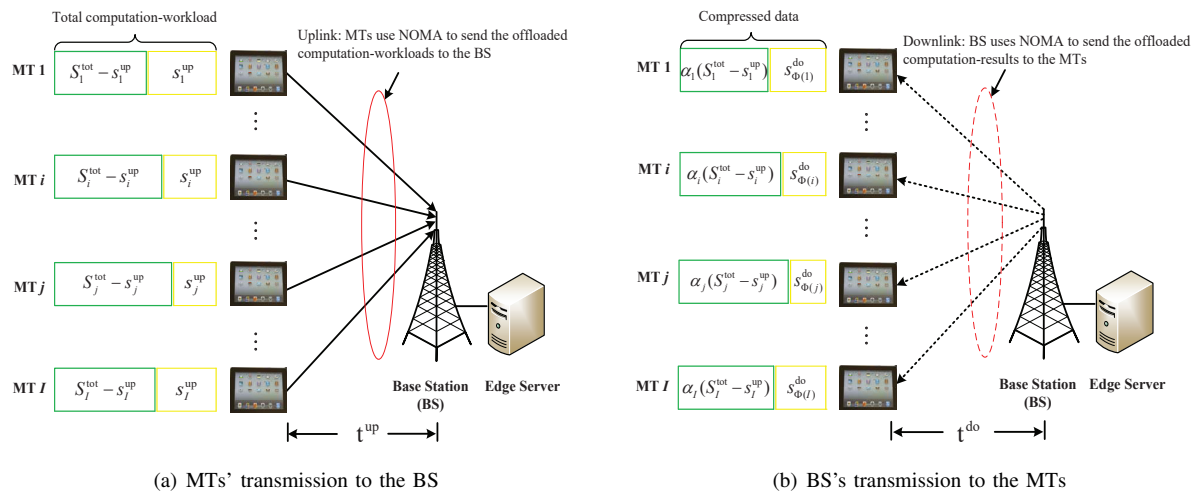 Total computation-workload
Uplink: MTs use NOMA to send the offloaded
computation-workloads to the BS
MT 1
S_1^tot − s_1^up
s_1^up
MT i
S_i^tot − s_i^up
s_i^up
MT j
S_j^tot − s_j^up
s_j^up
MT I
S_I^tot − s_I^up
s_I^up
Base Station
(BS)
Edge Server
t^up
(a) MTs' transmission to the BS
Compressed data
Downlink: BS uses NOMA to send the offloaded
computation-results to the MTs
MT 1
α_1(S_1^tot − s_1^up)
s_Φ(1)^do
MT i
α_i(S_i^tot − s_i^up)
s_Φ(i)^do
MT j
α_j(S_j^tot − s_j^up)
s_Φ(j)^do
MT I
α_I(S_I^tot − s_I^up)
s_Φ(I)^do
Base Station
(BS)
Edge Server
t^do
(b) BS's transmission to the MTs